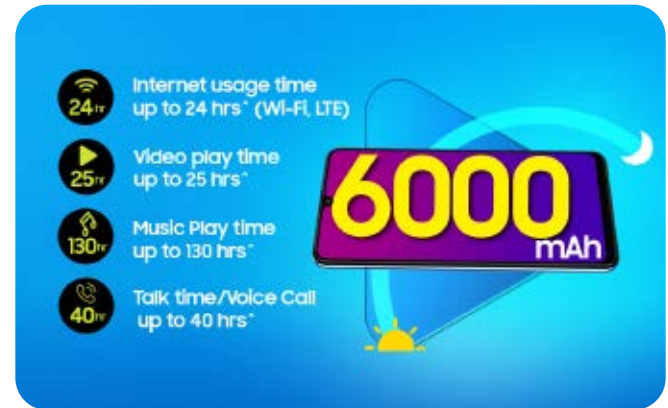 24hr
Internet usage time
up to 24 hrs^ (Wi-Fi, LTE)
25hr
Video play time
up to 25 hrs^
130hr
Music Play time
up to 130 hrs^
40hr
Talk time/Voice Call
up to 40 hrs^
6000
mAh